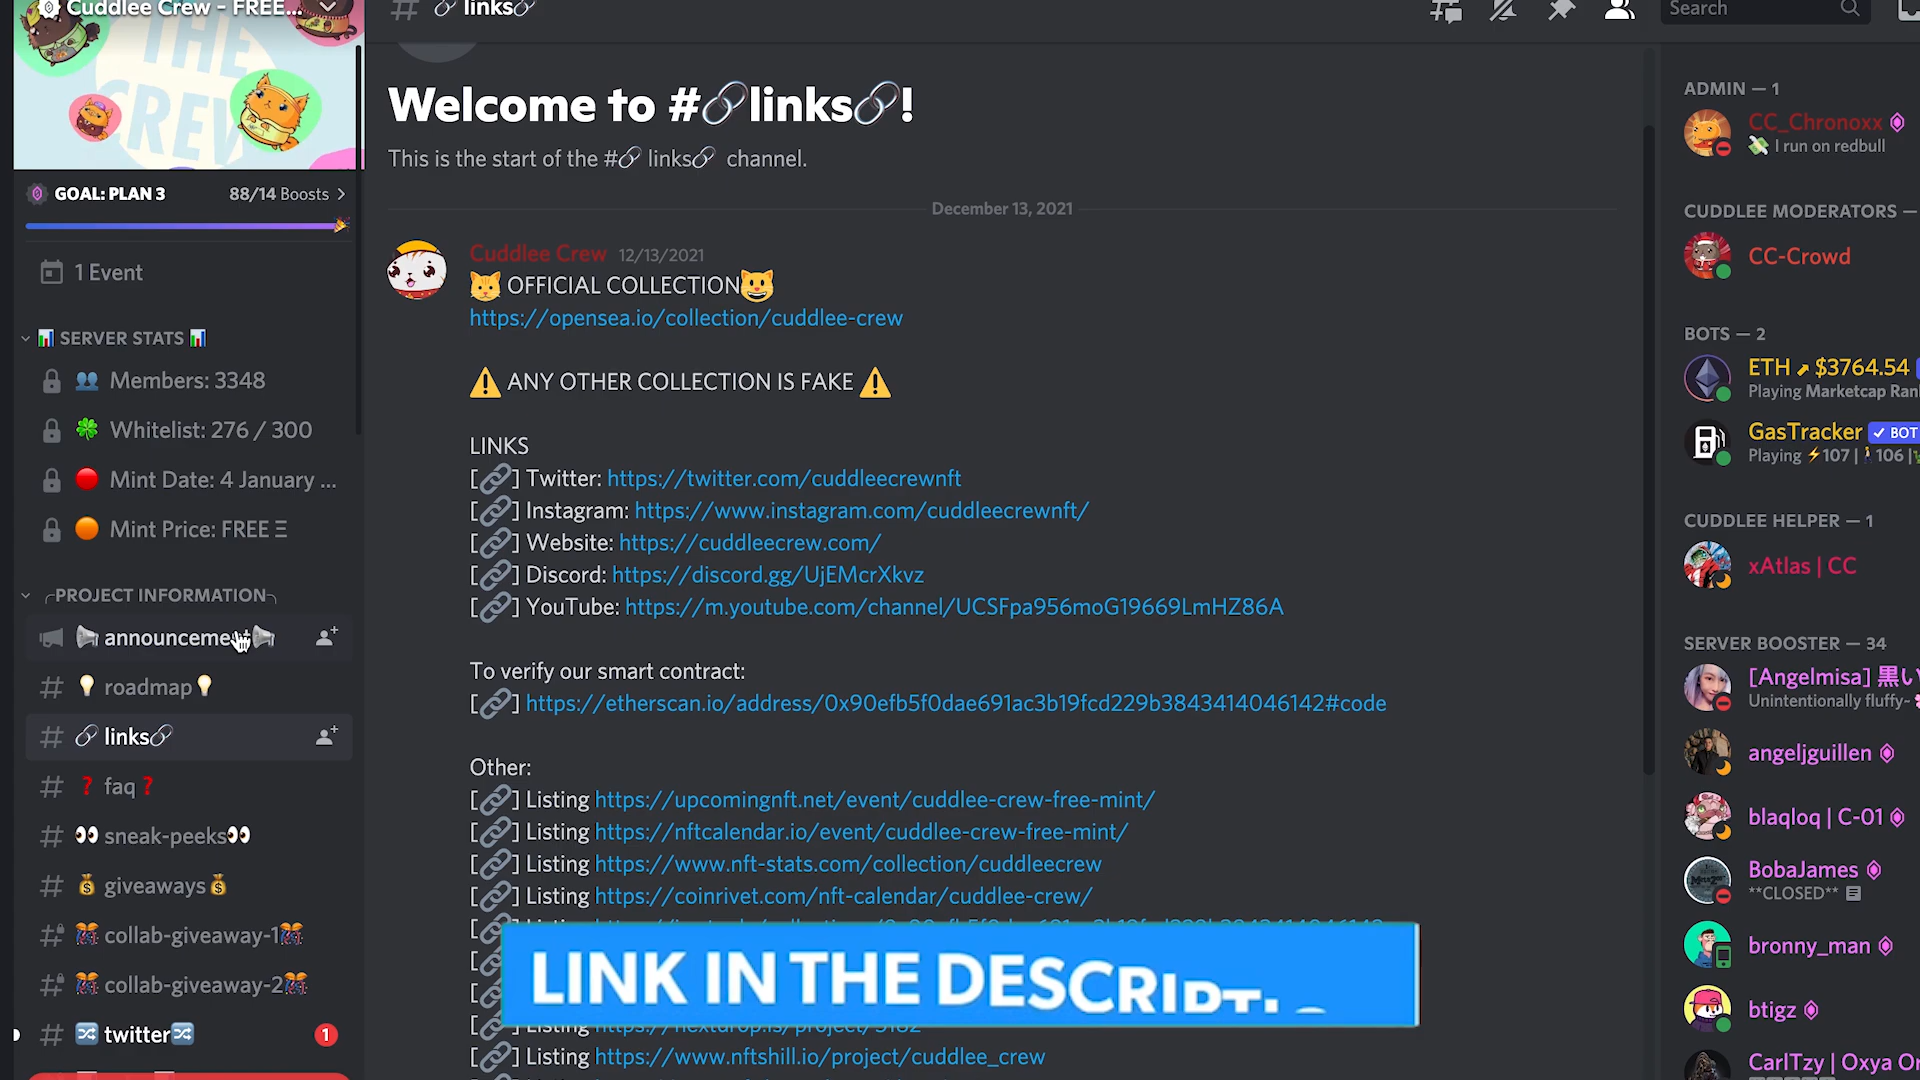 Cuddlee Crew - FREE...
THE
CREW
GOAL: PLAN 3
88/14 Boosts
1 Event
SERVER STATS
Members: 3348
Whitelist: 276 / 300
Mint Date: 4 January ...
Mint Price: FREE Ξ
PROJECT INFORMATION
announcement
roadmap
links
faq
sneak-peeks
giveaways
collab-giveaway-1
collab-giveaway-2
twitter
1
# links
Search
Welcome to #🔗links🔗!
This is the start of the #🔗 links🔗 channel.
December 13, 2021
Cuddlee Crew 12/13/2021
😺 OFFICIAL COLLECTION😺
https://opensea.io/collection/cuddlee-crew
⚠️ ANY OTHER COLLECTION IS FAKE ⚠️
LINKS
[🔗] Twitter: https://twitter.com/cuddleecrewnft
[🔗] Instagram: https://www.instagram.com/cuddleecrewnft/
[🔗] Website: https://cuddleecrew.com/
[🔗] Discord: https://discord.gg/UjEMcrXkvz
[🔗] YouTube: https://m.youtube.com/channel/UCSFpa956moG19669LmHZ86A
To verify our smart contract:
[🔗] https://etherscan.io/address/0x90efb5f0dae691ac3b19fcd229b3843414046142#code
Other:
[🔗] Listing https://upcomingnft.net/event/cuddlee-crew-free-mint/
[🔗] Listing https://nftcalendar.io/event/cuddlee-crew-free-mint/
[🔗] Listing https://www.nft-stats.com/collection/cuddleecrew
[🔗] Listing https://coinrivet.com/nft-calendar/cuddlee-crew/
LINK IN THE DESCRIPT
[🔗] Listing https://www.nftshill.io/project/cuddlee_crew
ADMIN — 1
CC_Chronoxx
I run on redbull
CUDDLEE MODERATORS —
CC-Crowd
BOTS — 2
ETH ↗ $3764.54
Playing Marketcap Ran
GasTracker ✓ BOT
Playing ⚡107 | 🚶106 |
CUDDLEE HELPER — 1
xAtlas | CC
SERVER BOOSTER — 34
[Angelmisa] 黒い
Unintentionally fluffy~
angeljguillen
blaqloq | C-01
BobaJames
**CLOSED**
bronny_man
btigz
CarlTzy | Oxya Or